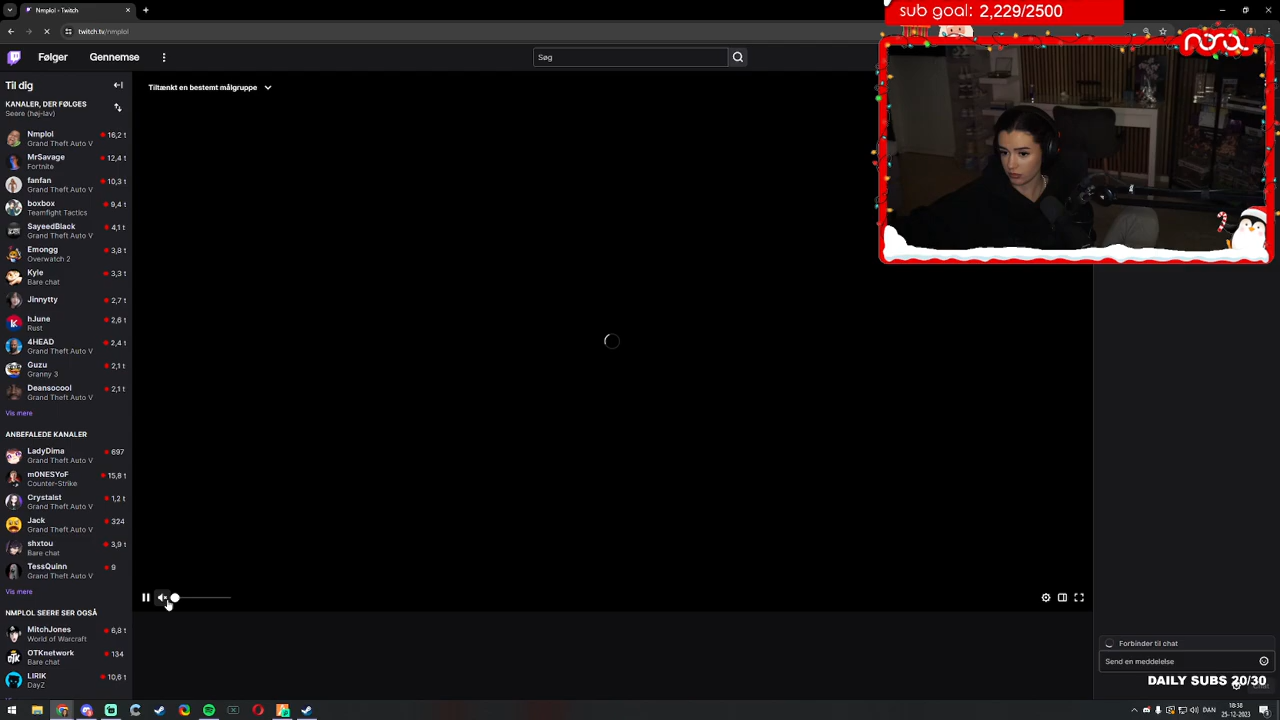 Nmplol - Twitch
twitch.tv/nmplol
sub goal: 2,229/2500
nora
Følger
Gennemse
Søg
Til dig
KANALER, DER FØLGES
Seere (høj-lav)
Nmplol
Grand Theft Auto V
16,2 t
MrSavage
Fortnite
12,4 t
fanfan
Grand Theft Auto V
10,3 t
boxbox
Teamfight Tactics
9,4 t
SayeedBlack
Grand Theft Auto V
4,1 t
Emongg
Overwatch 2
3,8 t
Kyle
Bare chat
3,3 t
Jinnytty
2,7 t
hJune
Rust
2,6 t
4HEAD
Grand Theft Auto V
2,4 t
Guzu
Granny 3
2,1 t
Deansocool
Grand Theft Auto V
2,1 t
Vis mere
ANBEFALEDE KANALER
LadyDima
Grand Theft Auto V
697
m0NESYoF
Counter-Strike
15,8 t
Crystalst
Grand Theft Auto V
1,2 t
Jack
Grand Theft Auto V
324
shxtou
Bare chat
3,9 t
TessQuinn
Grand Theft Auto V
9
Vis mere
NMPLOL SEERE SER OGSÅ
MitchJones
World of Warcraft
6,8 t
OTKnetwork
Bare chat
134
LIRIK
DayZ
10,6 t
Tiltænkt en bestemt målgruppe
Forbinder til chat
Send en meddelelse
DAILY SUBS 20/30
Chat
DAN
18:38
25-12-2023